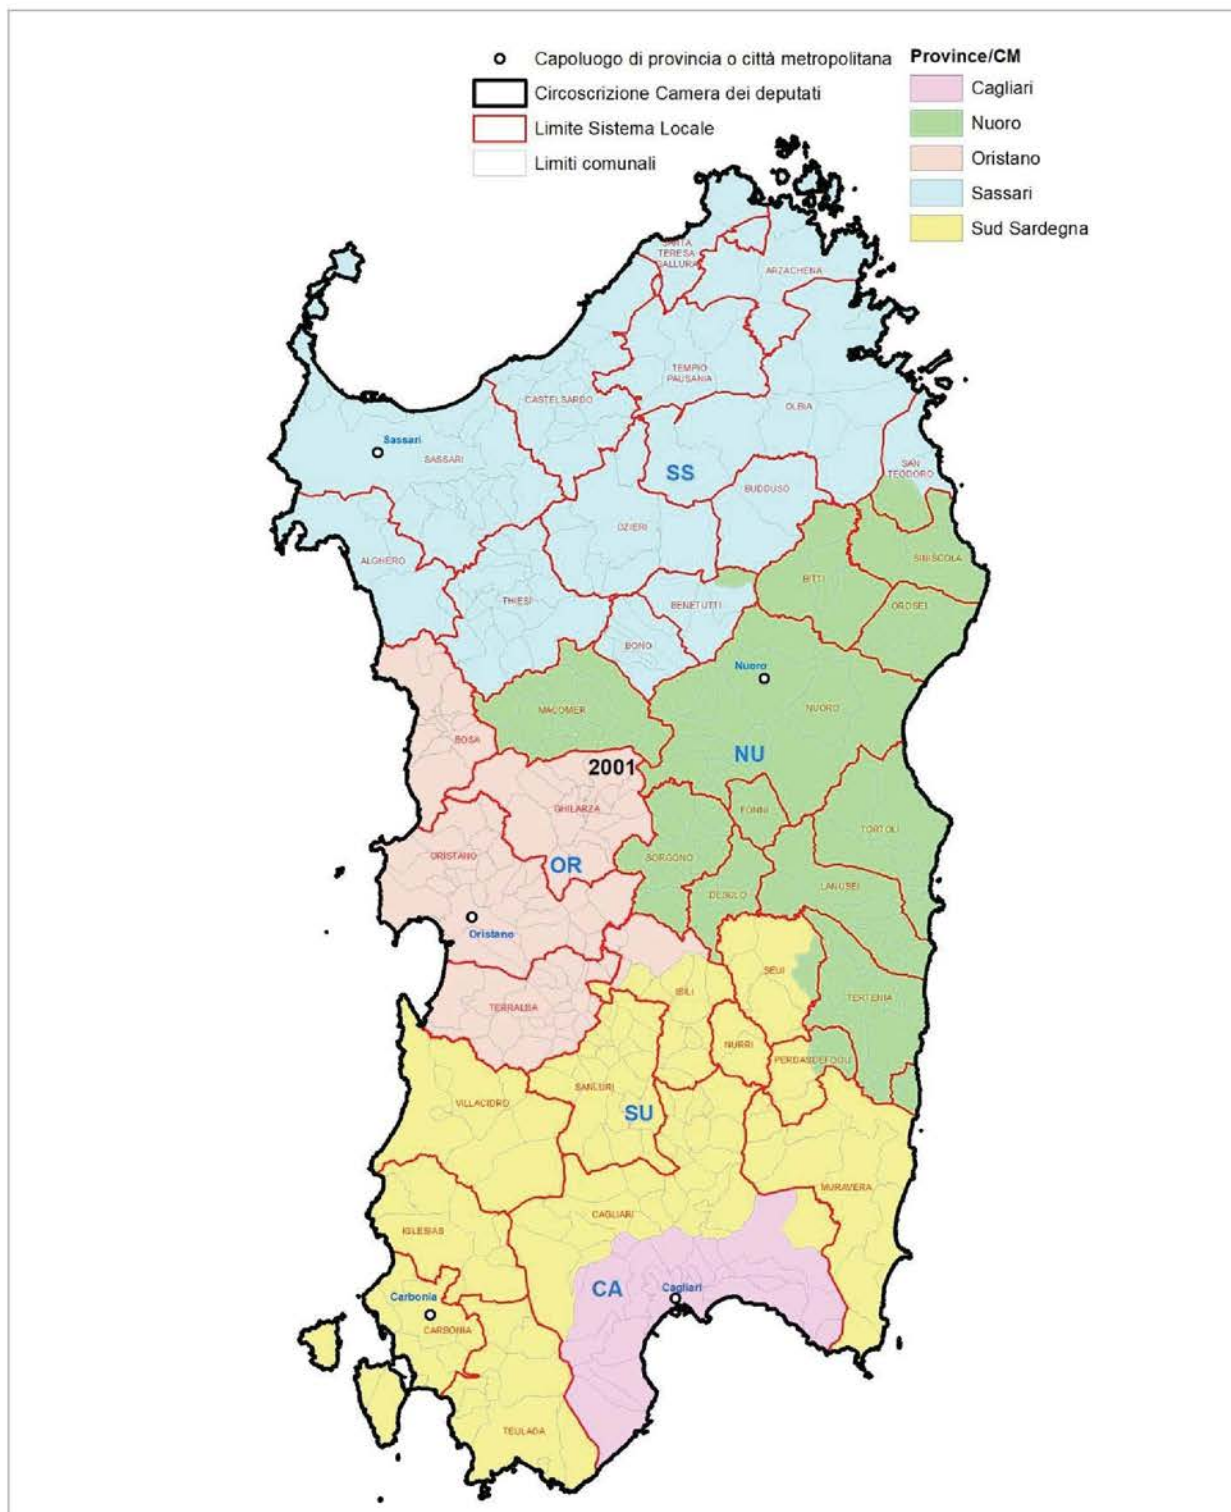 Capoluogo di provincia o città metropolitana
Circoscrizione Camera dei deputati
Limite Sistema Locale
Limiti comunali
Province/CM
Cagliari
Nuoro
Oristano
Sassari
Sud Sardegna
SANTA
TERESA
GALLURA
ARZACHENA
TEMPIO
PAUSANIA
CASTELSARDO
OLBIA
Sassari
SASSARI
SS
SAN
TEODORO
BUDDUSO
OZIERI
ALGHERO
SINISCOLA
BITTI
THIESI
BENETUTTI
OROSEI
BONO
Nuoro
MACOMER
NUORO
BOSA
NU
2001
GHILARZA
FONNI
TORTOLI
ORISTANO
SORGONO
OR
LANUSEI
DESULO
Oristano
SEUI
ISILI
TERTENIA
TERRALBA
NURRI
PERDASDEFOGU
SANLURI
VILLACIDRO
SU
MURAVERA
CAGLIARI
IGLESIAS
CA
Cagliari
Carbonia
CARBONIA
TEULADA